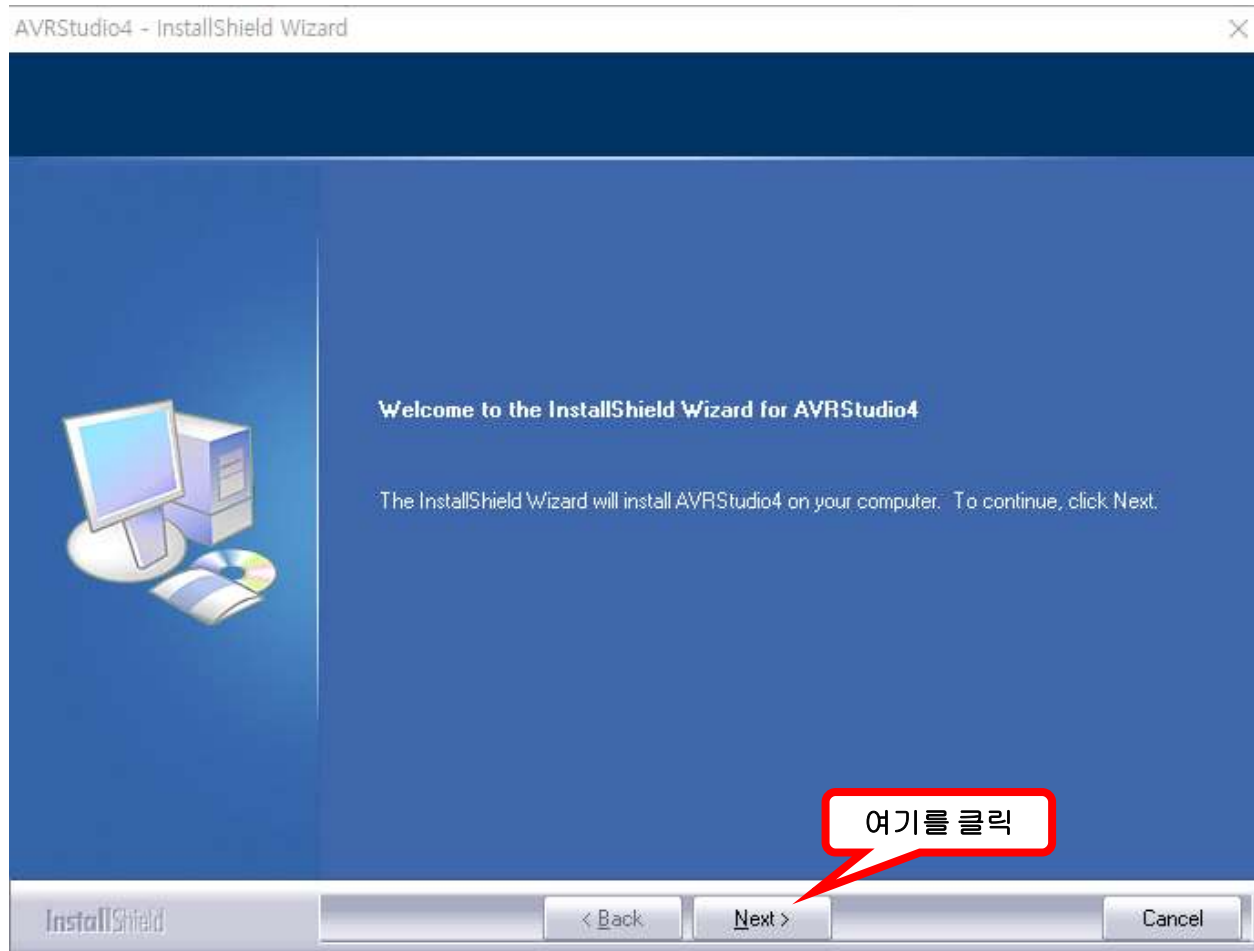 AVRStudio4 - InstallShield Wizard
Welcome to the InstallShield Wizard for AVRStudio4
The InstallShield Wizard will install AVRStudio4 on your computer. To continue, click Next.
여기를 클릭
InstallShield
< Back
Next >
Cancel